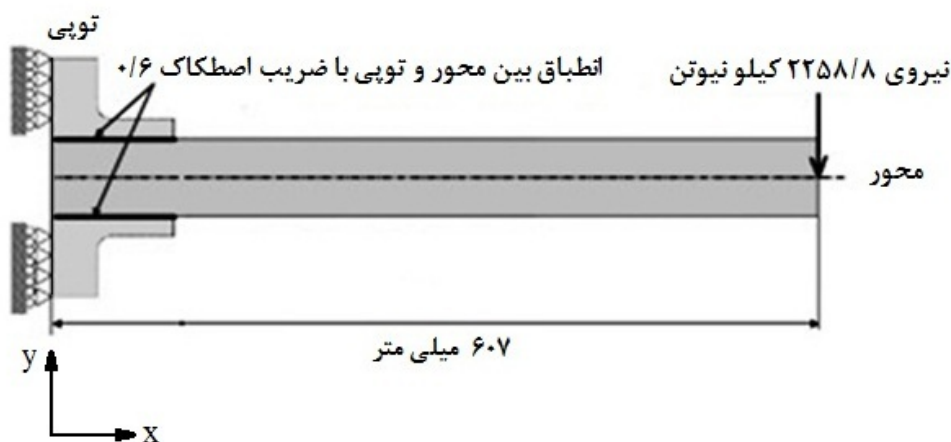 توپی
انطباق بین محور و توپی با ضریب اصطکاک ۰/۶
نیروی ۲۲۵۸/۸ کیلو نیوتن
محور
۶۰۷ میلی متر
y
x